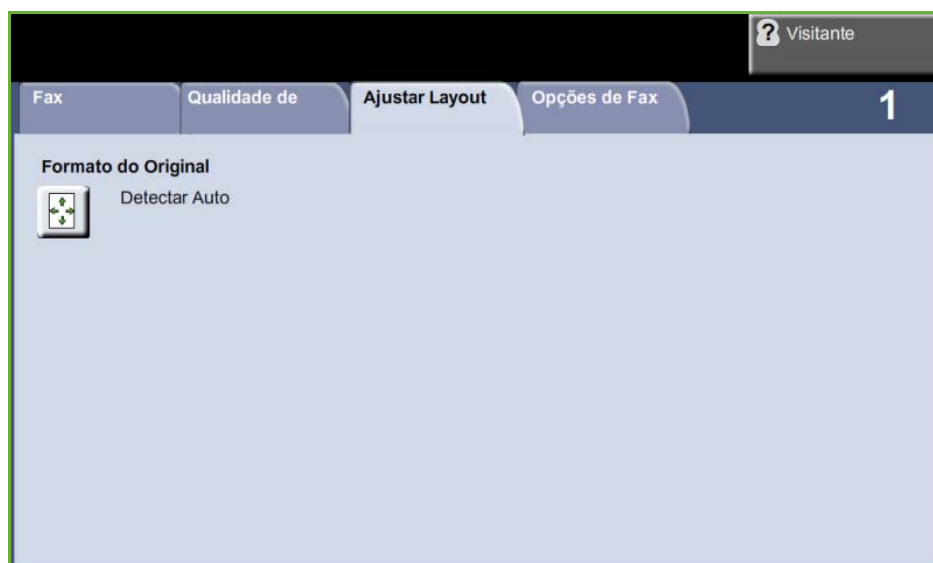 Visitante
Fax
Qualidade de
Ajustar Layout
Opções de Fax
1
Formato do Original
Detectar Auto